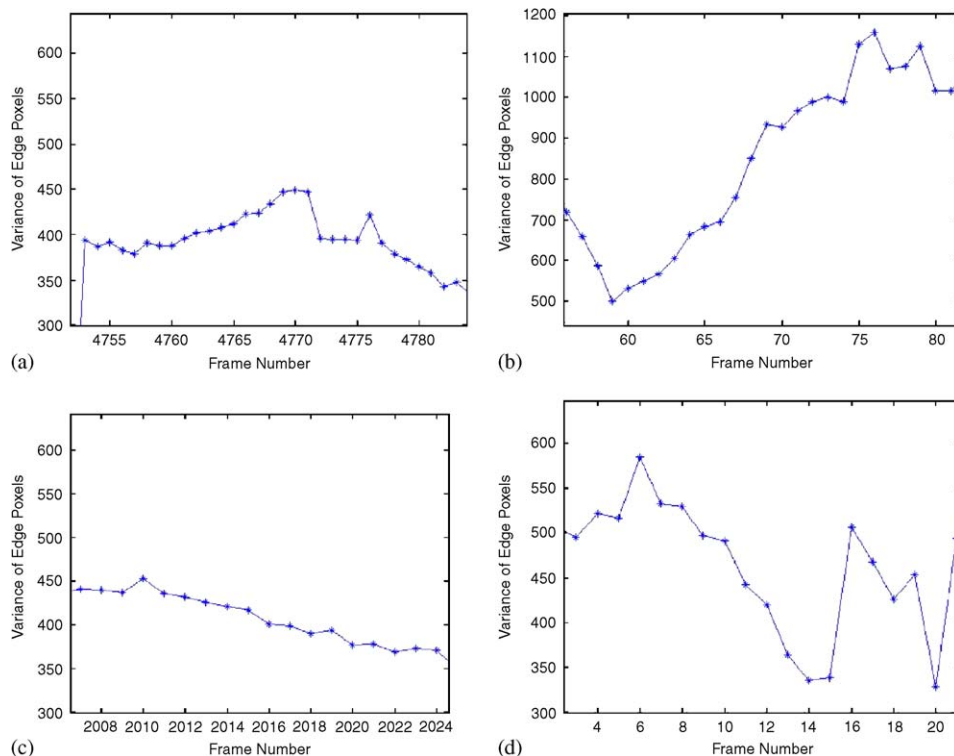 600
550
500
450
400
350
300
Variance of Edge Poxels
4755 4760 4765 4770 4775 4780
Frame Number
(a)
1200
1100
1000
900
800
700
600
500
Variance of Edge Poxels
60 65 70 75 80
Frame Number
(b)
600
550
500
450
400
350
300
Variance of Edge Poxels
2008 2010 2012 2014 2016 2018 2020 2022 2024
Frame Number
(c)
600
550
500
450
400
350
300
Variance of Edge Poxels
4 6 8 10 12 14 16 18 20
Frame Number
(d)